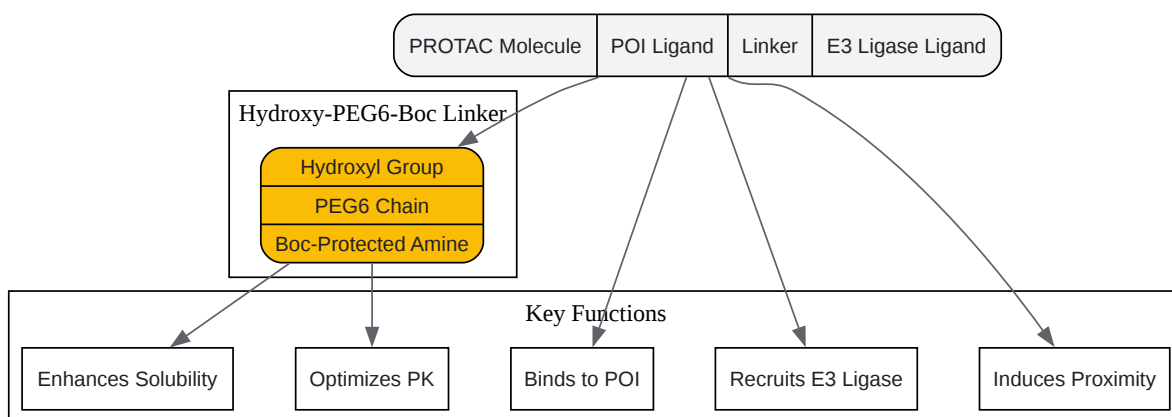 PROTAC Molecule
POI Ligand
Linker
E3 Ligase Ligand
Hydroxy-PEG6-Boc Linker
Hydroxyl Group
PEG6 Chain
Boc-Protected Amine
Key Functions
Enhances Solubility
Optimizes PK
Binds to POI
Recruits E3 Ligase
Induces Proximity